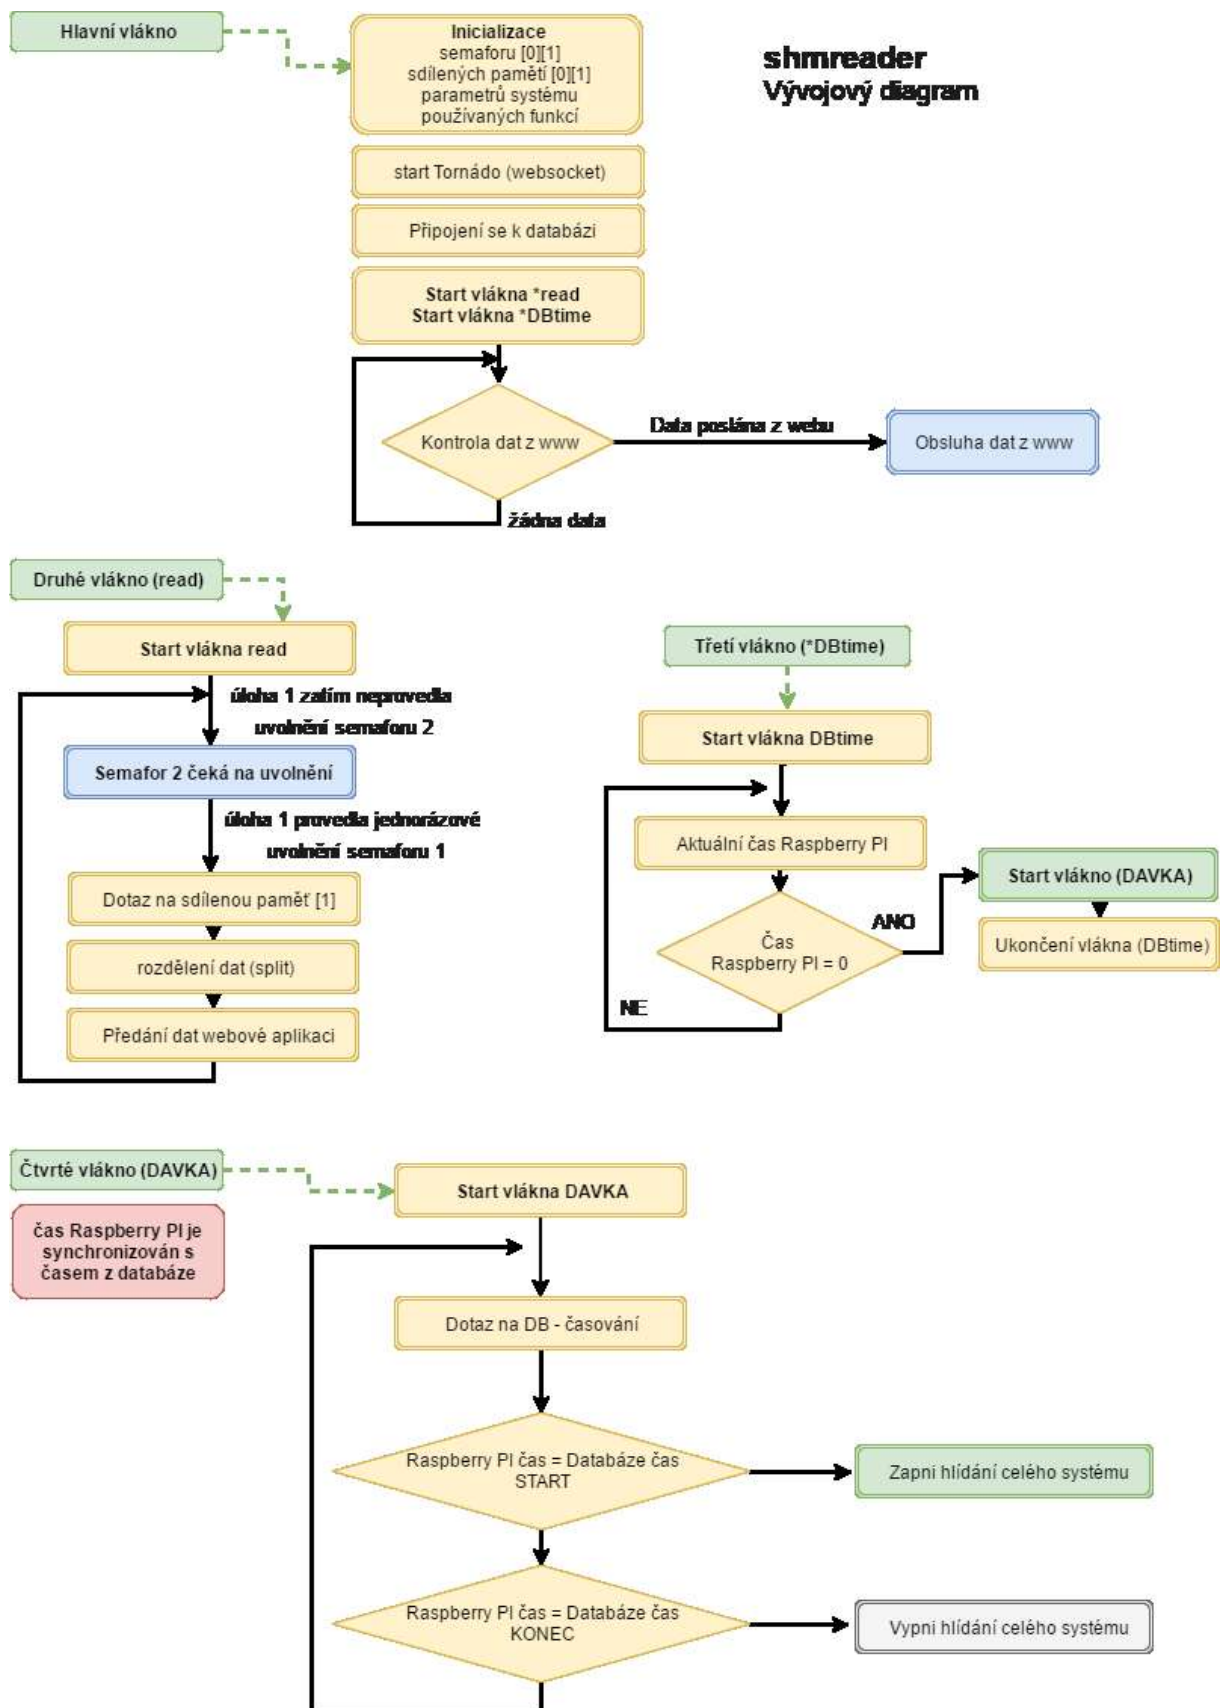 Hlavní vlákno
Inicializace
semaforu [0][1]
sdílených pamětí [0][1]
parametrů systému
používaných funkcí
shmreader
Vývojový diagram
start Tornádo (websocket)
Připojení se k databázi
Start vlákna *read
Start vlákna *DBtime
Kontrola dat z www
Data poslána z webu
Obsluha dat z www
žádna data
Druhé vlákno (read)
Start vlákna read
úloha 1 zatím neprovedla
uvolnění semaforu 2
Semafor 2 čeká na uvolnění
úloha 1 provedla jednorázové
uvolnění semaforu 1
Dotaz na sdílenou paměť [1]
rozdělení dat (split)
Předání dat webové aplikaci
Třetí vlákno (*DBtime)
Start vlákna DBtime
Aktuální čas Raspberry PI
Čas
Raspberry PI = 0
ANO
NE
Start vlákno (DAVKA)
Ukončení vlákna (DBtime)
Čtvrté vlákno (DAVKA)
čas Raspberry PI je
synchronizován s
časem z databáze
Start vlákna DAVKA
Dotaz na DB - časování
Raspberry PI čas = Databáze čas
START
Zapni hlídání celého systému
Raspberry PI čas = Databáze čas
KONEC
Vypni hlídání celého systému